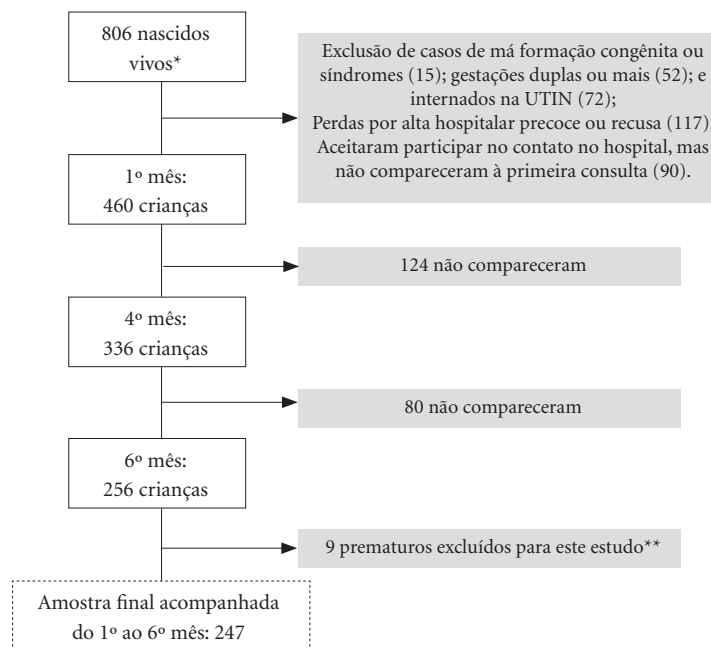 806 nascidos
vivos*
Exclusão de casos de má formação congênita ou
síndromes (15); gestações duplas ou mais (52); e
internados na UTIN (72);
Perdas por alta hospitalar precoce ou recusa (117)
Aceitaram participar no contato no hospital, mas
não compareceram à primeira consulta (90).
1º mês:
460 crianças
124 não compareceram
4º mês:
336 crianças
80 não compareceram
6º mês:
256 crianças
9 prematuros excluídos para este estudo**
Amostra final acompanhada
do 1º ao 6º mês: 247